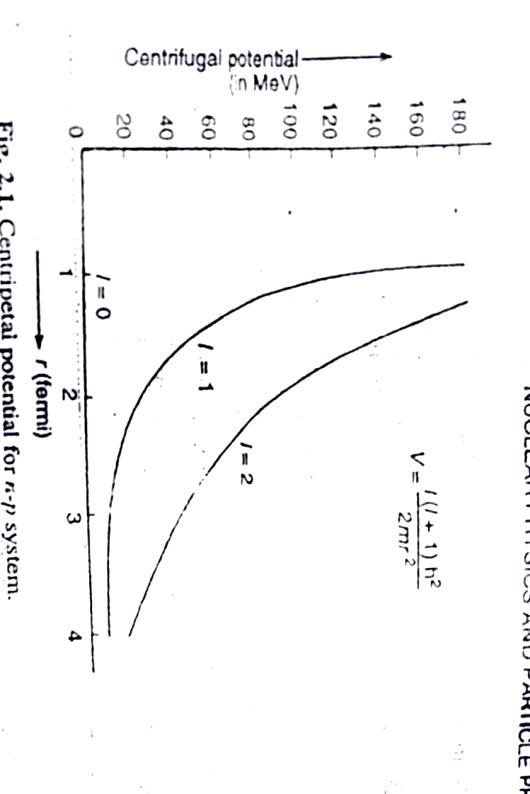 NUCLEAR PHYSICS AND PARTICLE
Centrifugal potential
(in MeV)
180
160
140
120
100
80
60
40
20
0
1
2
3
4
l = 0
l = 1
l = 2
V = l (l + 1) h² / 2mr²
r (fermi)
Fig. 2.1. Centripetal potential for n-p system.